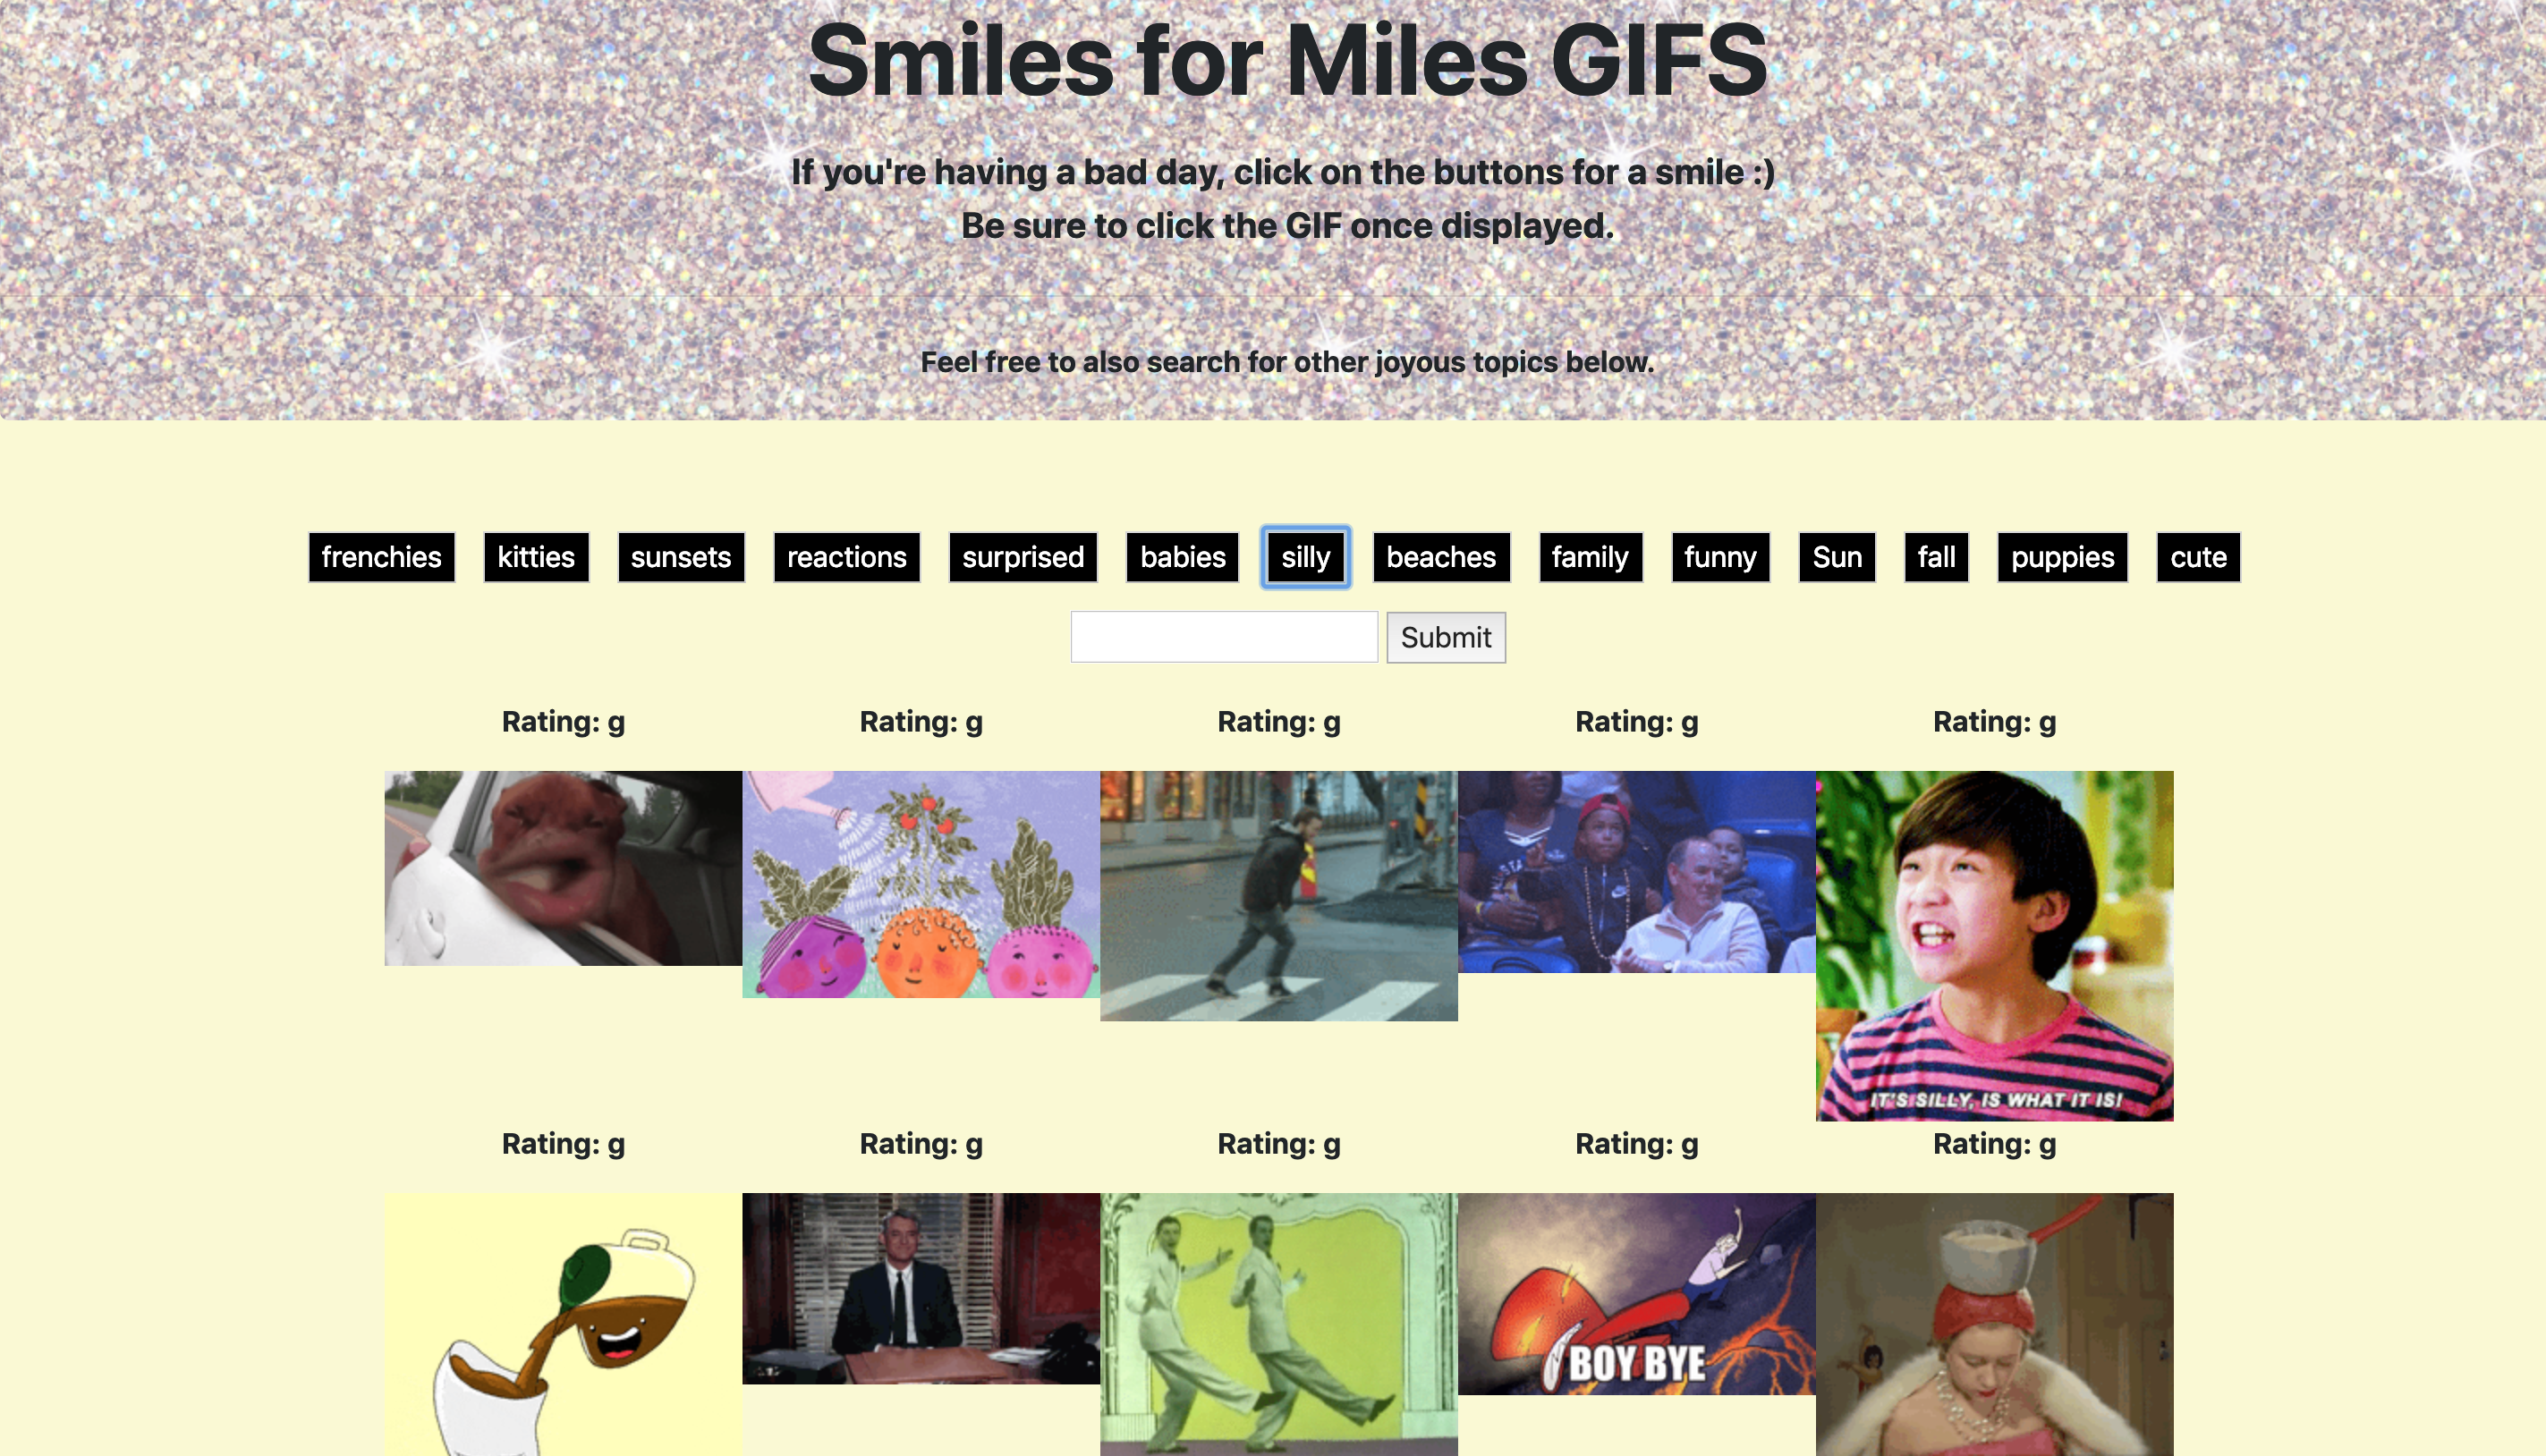 Smiles for Miles GIFS
If you're having a bad day, click on the buttons for a smile :)
Be sure to click the GIF once displayed.
Feel free to also search for other joyous topics below.
frenchies kitties sunsets reactions surprised babies silly beaches family funny Sun fall puppies cute
Submit
Rating: g Rating: g Rating: g Rating: g Rating: g
IT'S SILLY, IS WHAT IT IS!
Rating: g Rating: g Rating: g Rating: g Rating: g
BOY BYE